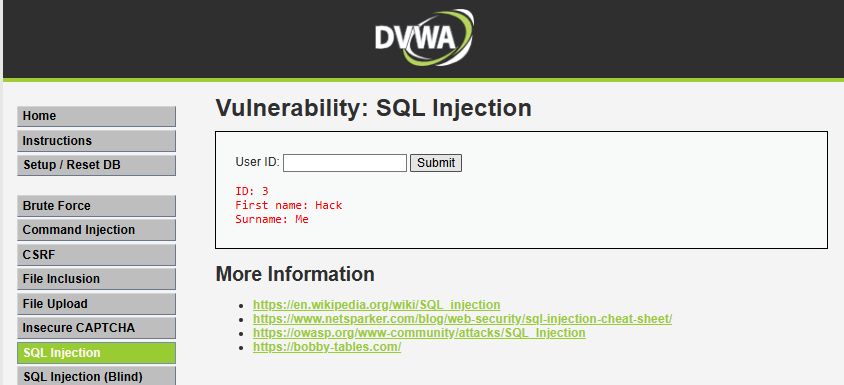 DVWA
Home
Instructions
Setup / Reset DB
Brute Force
Command Injection
CSRF
File Inclusion
File Upload
Insecure CAPTCHA
SQL Injection
SQL Injection (Blind)
Vulnerability: SQL Injection
User ID: Submit
ID: 3
First name: Hack
Surname: Me
More Information
https://en.wikipedia.org/wiki/SQL_injection
https://www.netsparker.com/blog/web-security/sql-injection-cheat-sheet/
https://owasp.org/www-community/attacks/SQL_Injection
https://bobby-tables.com/